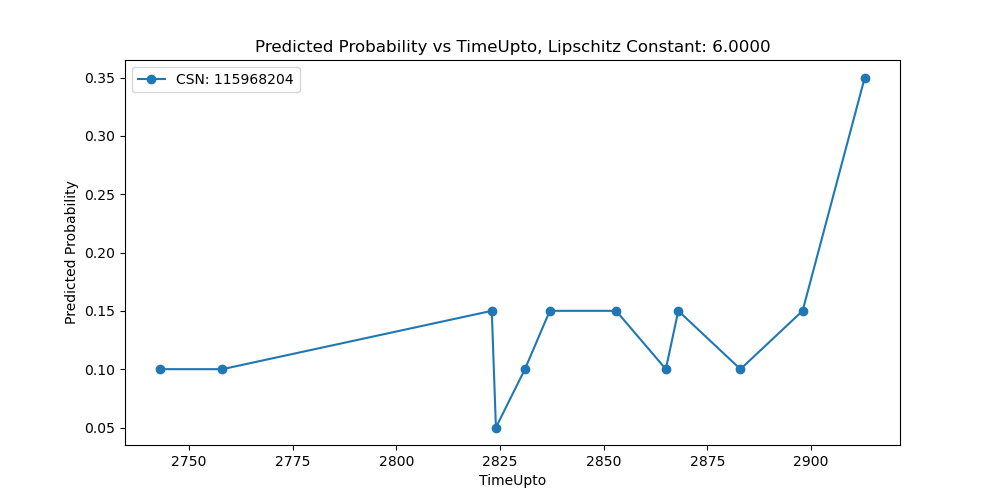 Predicted Probability vs TimeUpto, Lipschitz Constant: 6.0000
CSN: 115968204
Predicted Probability
0.35
0.30
0.25
0.20
0.15
0.10
0.05
2750 2775 2800 2825 2850 2875 2900
TimeUpto